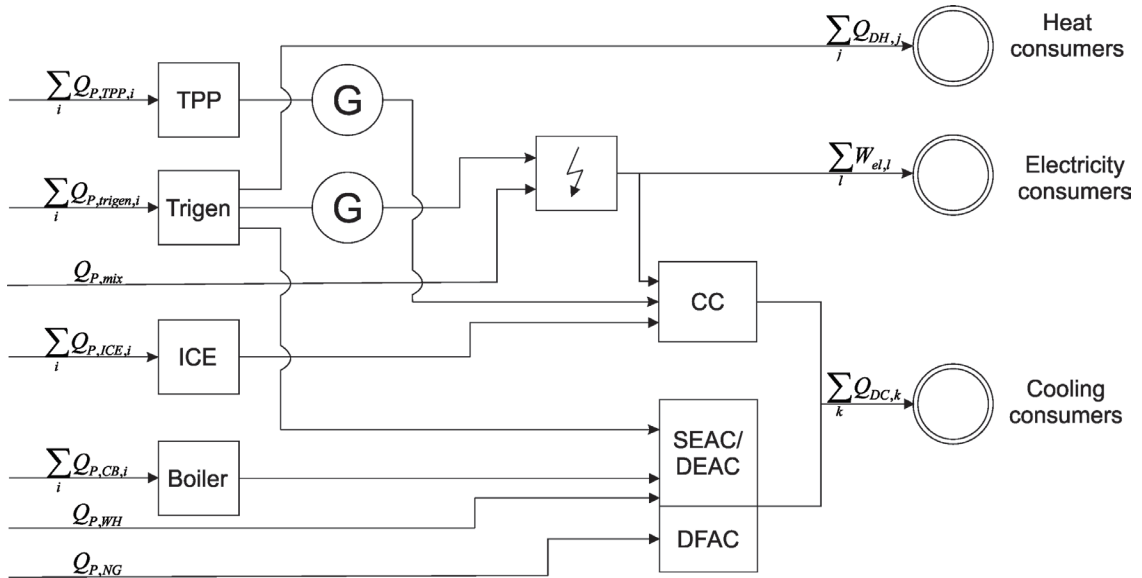 ∑ Q_DH,j
j
Heat
consumers
∑ Q_P,TPP,i
i
TPP
G
∑ W_el,l
l
Electricity
consumers
∑ Q_P,trigen,i
i
Trigen
G
Q_P,mix
CC
∑ Q_P,ICE,i
i
ICE
∑ Q_DC,k
k
Cooling
consumers
SEAC/
DEAC
∑ Q_P,CB,i
i
Boiler
Q_P,WH
DFAC
Q_P,NG